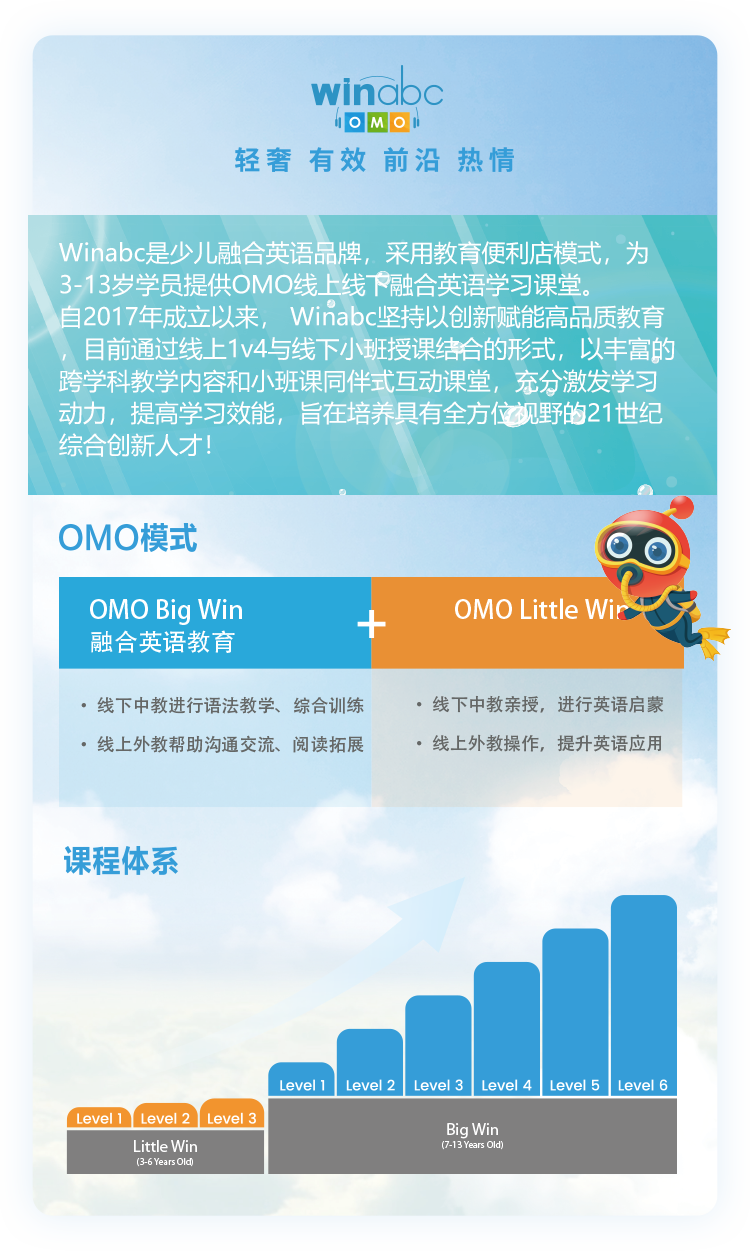 winabc
OMO
轻奢 有效 前沿 热情
Winabc是少儿融合英语品牌，采用教育便利店模式，为
3-13岁学员提供OMO线上线下融合英语学习课堂。
自2017年成立以来， Winabc坚持以创新赋能高品质教育
，目前通过线上1v4与线下小班授课结合的形式，以丰富的
跨学科教学内容和小班课同伴式互动课堂，充分激发学习
动力，提高学习效能，旨在培养具有全方位视野的21世纪
综合创新人才！
OMO模式
OMO Big Win
融合英语教育
+
OMO Little Win
• 线下中教进行语法教学、综合训练
• 线上外教帮助沟通交流、阅读拓展
• 线下中教亲授，进行英语启蒙
• 线上外教操作，提升英语应用
课程体系
Level 1
Level 2
Level 3
Little Win
(3-6 Years Old)
Level 1
Level 2
Level 3
Level 4
Level 5
Level 6
Big Win
(7-13 Years Old)